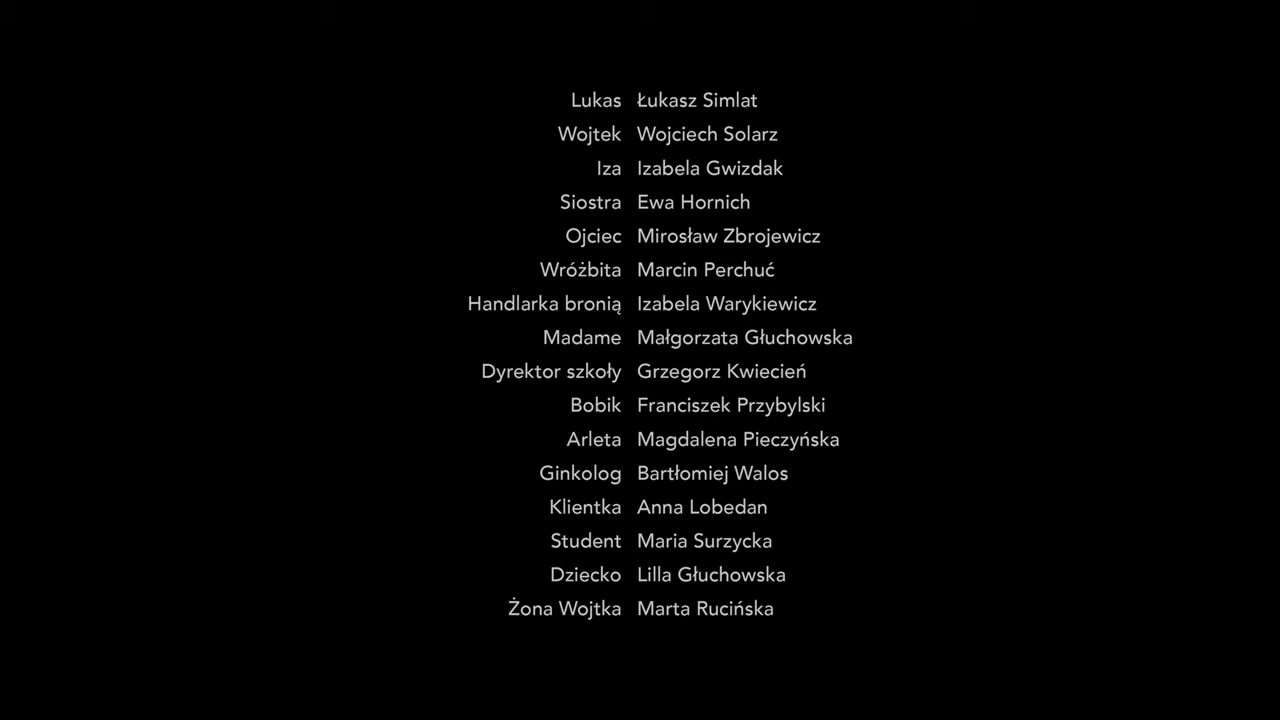 Lukas Łukasz Simlat
Wojtek Wojciech Solarz
Iza Izabela Gwizdak
Siostra Ewa Hornich
Ojciec Mirosław Zbrojewicz
Wróżbita Marcin Perchuć
Handlarka bronią Izabela Warykiewicz
Madame Małgorzata Głuchowska
Dyrektor szkoły Grzegorz Kwiecień
Bobik Franciszek Przybylski
Arleta Magdalena Pieczyńska
Ginkolog Bartłomiej Walos
Klientka Anna Lobedan
Student Maria Surzycka
Dziecko Lilla Głuchowska
Żona Wojtka Marta Rucińska